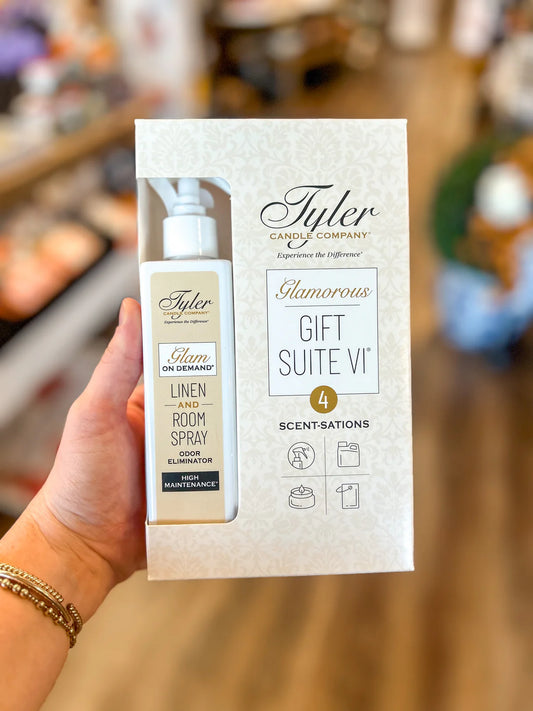 Tyler
CANDLE COMPANY®
Experience the Difference®
Glam
ON DEMAND®
LINEN
AND
ROOM
SPRAY
ODOR
ELIMINATOR
HIGH
MAINTENANCE®
Tyler
CANDLE COMPANY®
Experience the Difference®
Glamorous
GIFT
SUITE VI®
4
SCENT-SATIONS